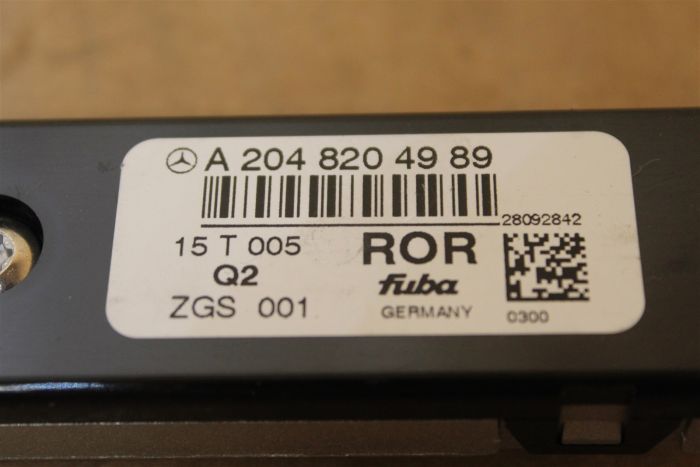 A 204 820 49 89
28092842
15 T 005
ROR
Q2
fuba
ZGS 001
GERMANY
0300